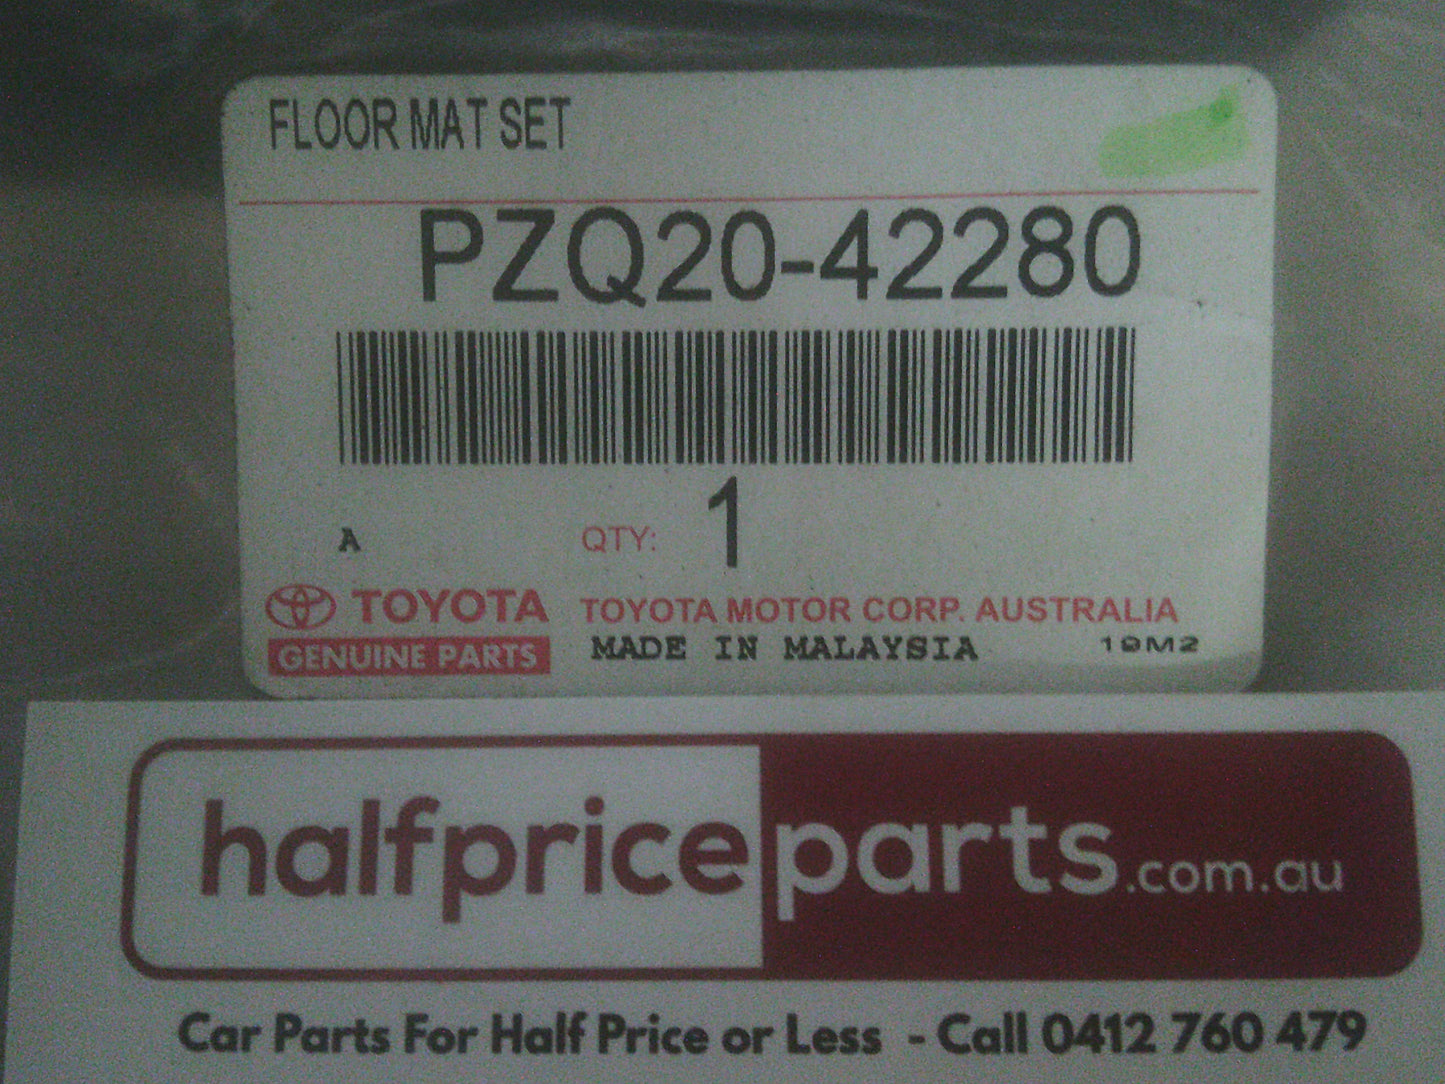 FLOOR MAT SET
PZQ20-42280
A QTY: 1
TOYOTA TOYOTA MOTOR CORP. AUSTRALIA
GENUINE PARTS MADE IN MALAYSIA 19M2
halfpriceparts.com.au
Car Parts For Half Price or Less - Call 0412 760 479